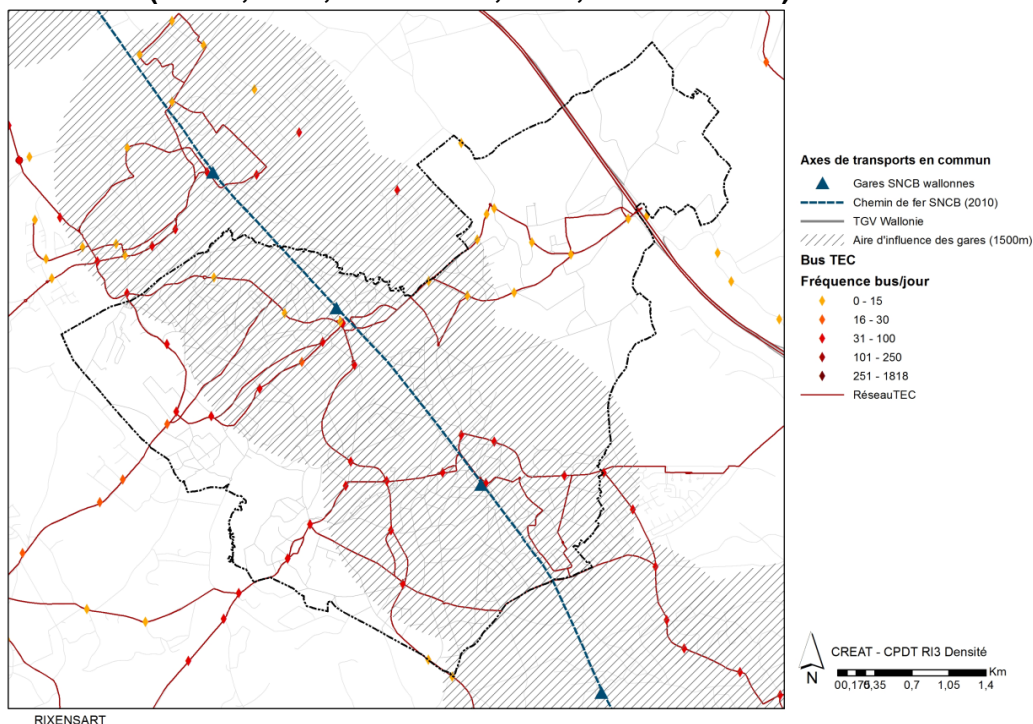 Axes de transports en commun
Gares SNCB wallonnes
Chemin de fer SNCB (2010)
TGV Wallonie
Aire d'influence des gares (1500m)
Bus TEC
Fréquence bus/jour
0 - 15
16 - 30
31 - 100
101 - 250
251 - 1818
RéseauTEC
CREAT - CPDT RI3 Densité
N
Km
0,7
1,05
1,4
RIXENSART